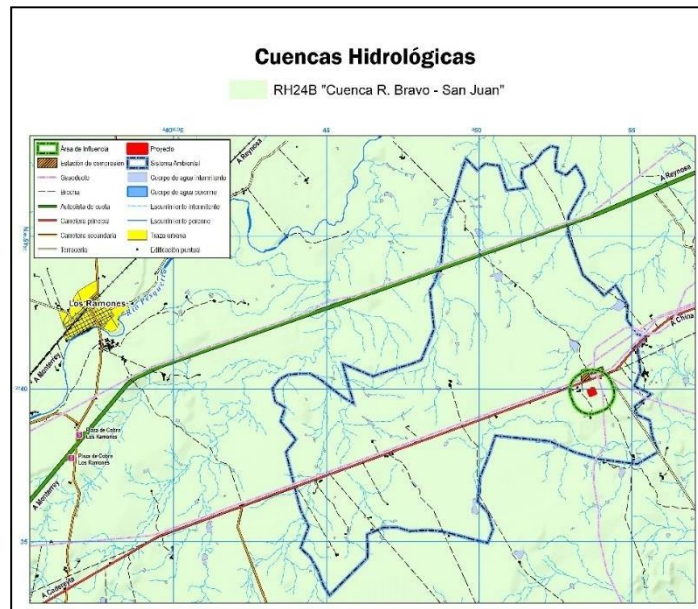 Cuencas Hidrológicas
RH24B "Cuenca R. Bravo - San Juan"
Área de Influencia
Proyecto
Estación de compresión
Sistema Ambiental
Gasoducto
Cuerpo de agua intermitente
Brecha
Cuerpo de agua perenne
Autopista de cuota
Escurrimiento intermitente
Carretera principal
Escurrimiento perenne
Carretera secundaria
Traza urbana
Terracería
Edificación puntual
A Reynosa
A Reynosa
Los Ramones
Río Pesquería
A Monterrey
A China
Plaza de Cobro
Los Ramones
Plaza de Cobro
Los Ramones
A Monterrey
A Cadereyta